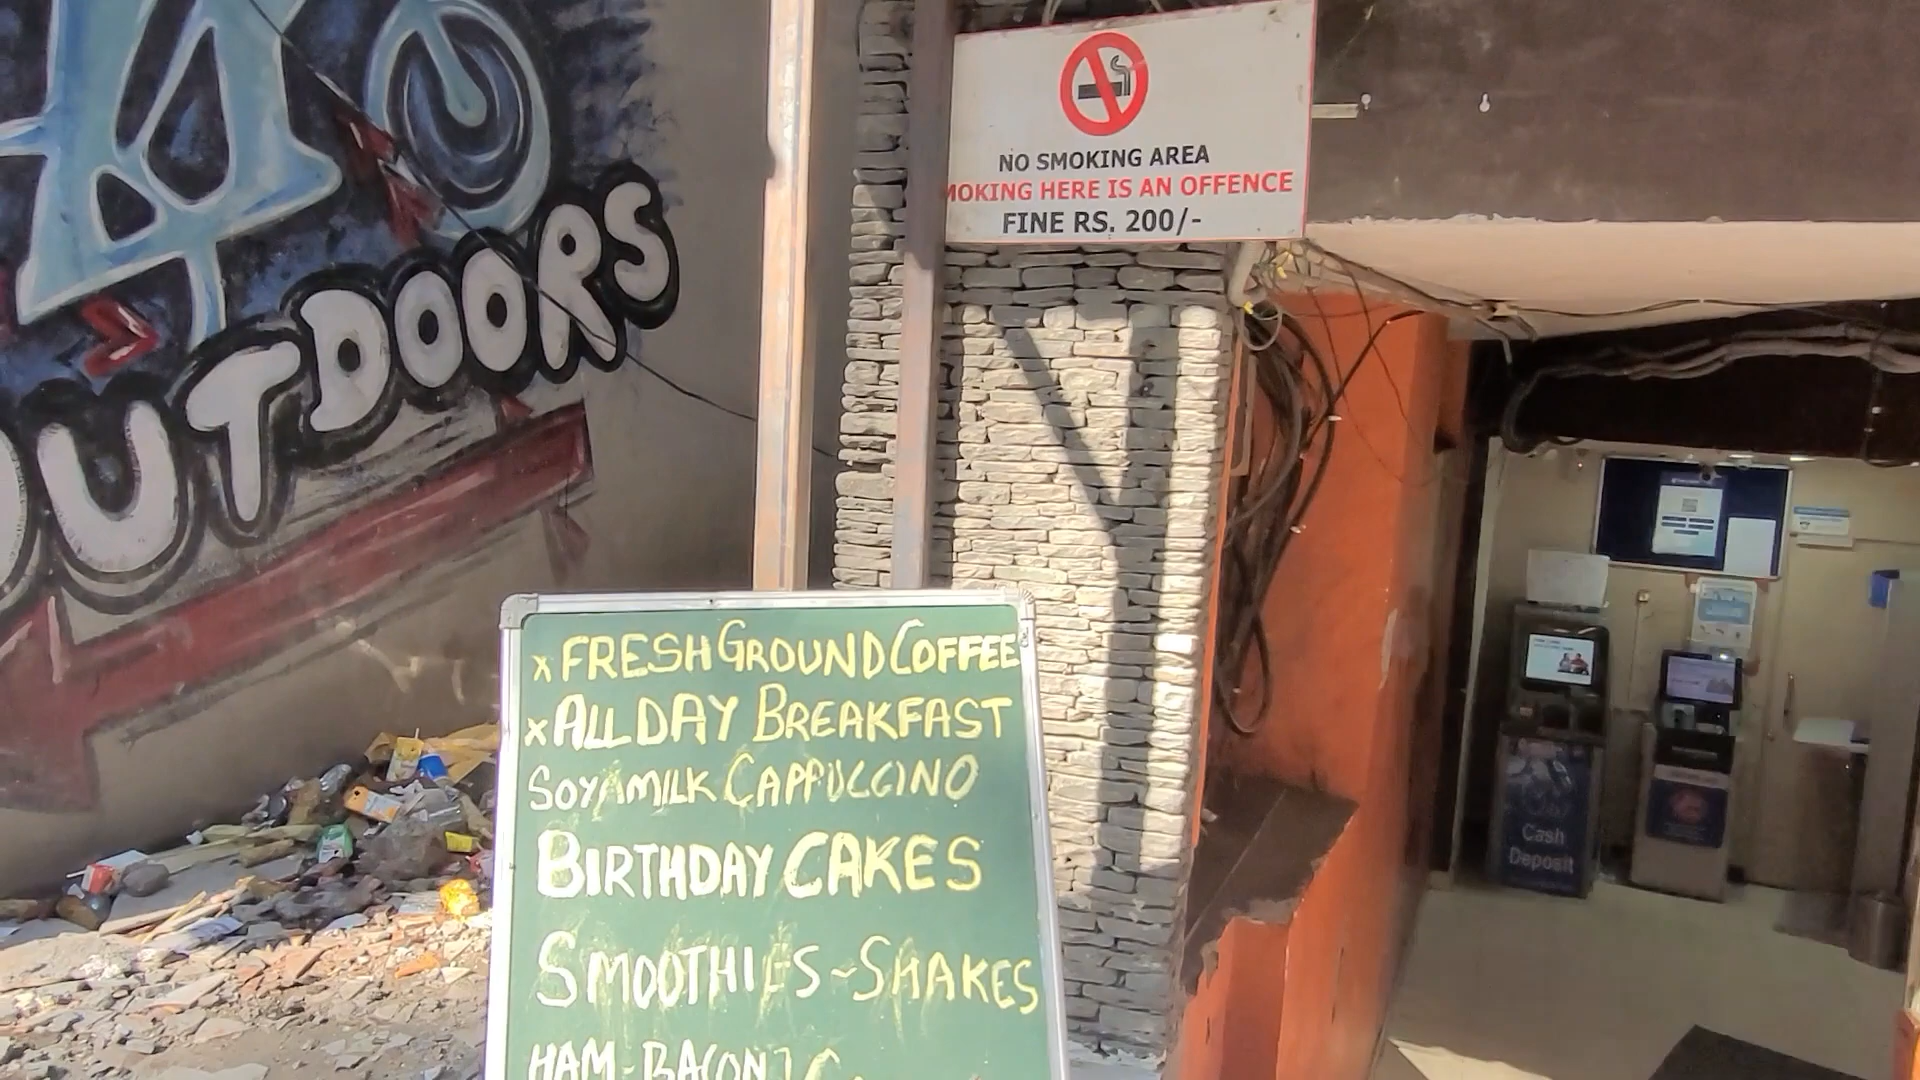 OUTDOORS
NO SMOKING AREA
MOKING HERE IS AN OFFENCE
FINE RS. 200/-
x FRESH GROUND COFFEE
x ALL DAY BREAKFAST
SOYA MILK CAPPUCCINO
BIRTHDAY CAKES
SMOOTHIES ~ SHAKES
HAM - BACON
Cash
Deposit